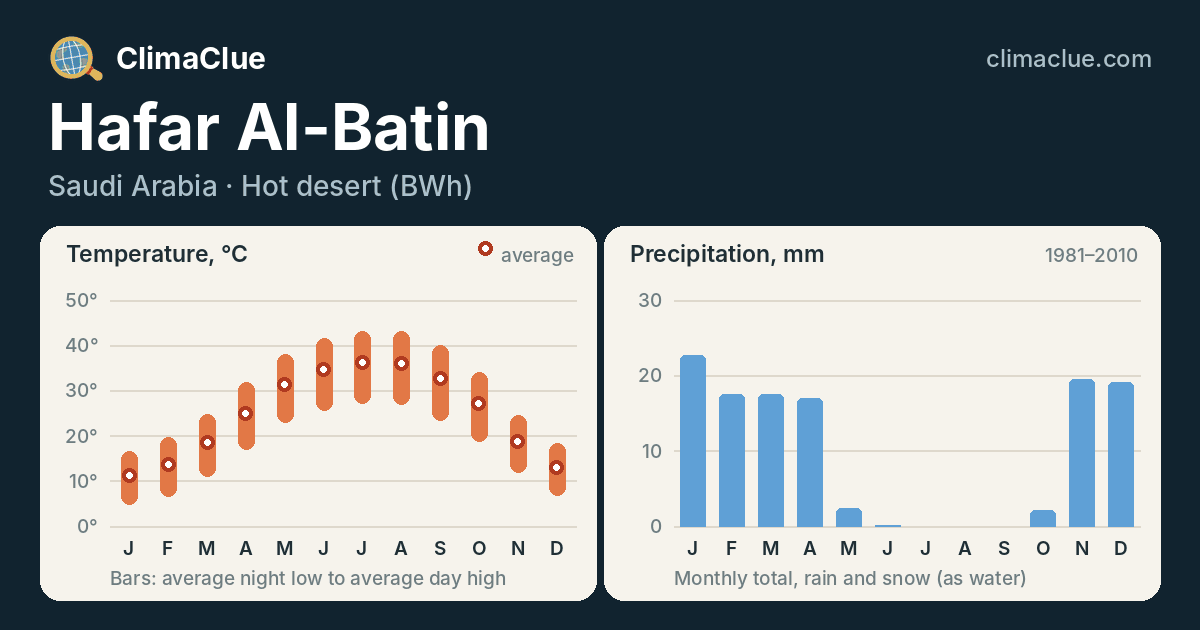 ClimaClue
climaclue.com
Hafar Al-Batin
Saudi Arabia · Hot desert (BWh)
Temperature, °C
average
50°
40°
30°
20°
10°
0°
J F M A M J J A S O N D
Bars: average night low to average day high
Precipitation, mm
1981–2010
30
20
10
0
J F M A M J J A S O N D
Monthly total, rain and snow (as water)